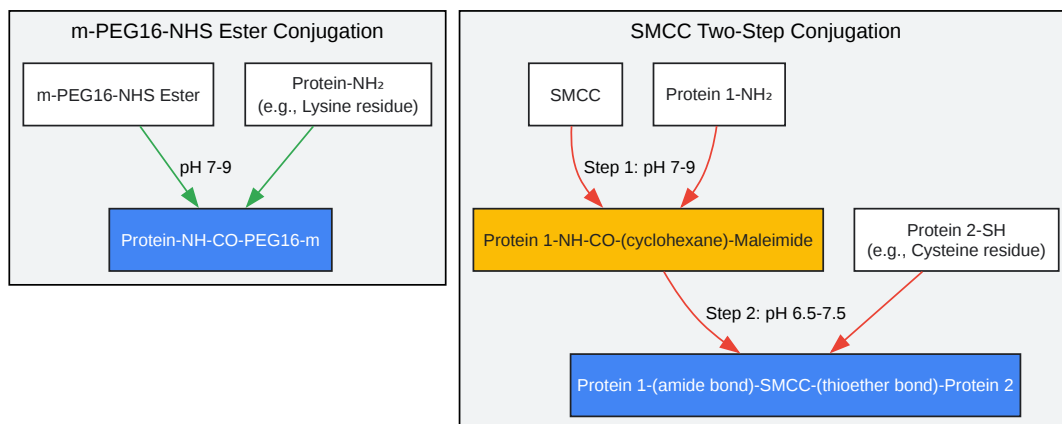 m-PEG16-NHS Ester Conjugation
m-PEG16-NHS Ester
Protein-NH₂
(e.g., Lysine residue)
pH 7-9
Protein-NH-CO-PEG16-m
SMCC Two-Step Conjugation
SMCC
Protein 1-NH₂
Step 1: pH 7-9
Protein 1-NH-CO-(cyclohexane)-Maleimide
Protein 2-SH
(e.g., Cysteine residue)
Step 2: pH 6.5-7.5
Protein 1-(amide bond)-SMCC-(thioether bond)-Protein 2